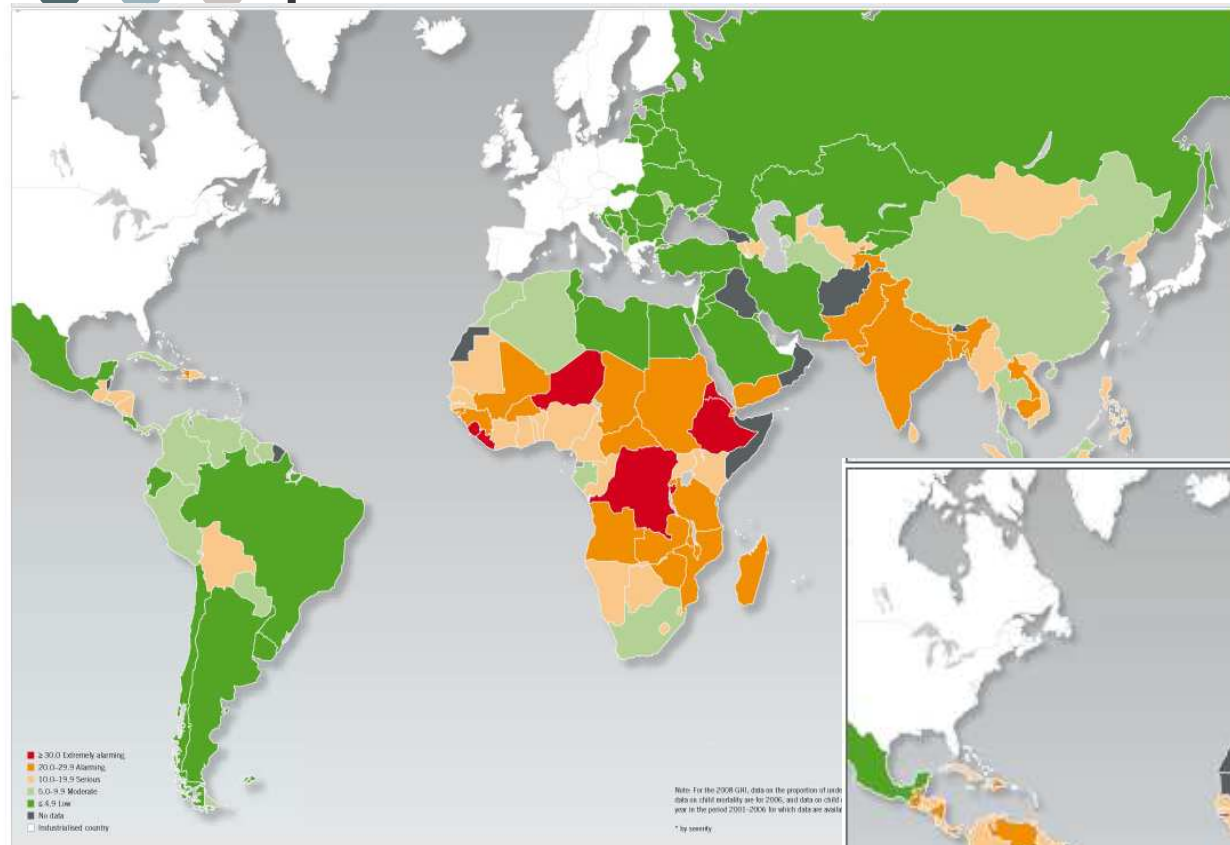 ≥ 30.0 Extremely alarming
20.0–29.9 Alarming
10.0–19.9 Serious
5.0–9.9 Moderate
≤ 4.9 Low
No data
Industrialised country
Note: For the 2008 GHI, data on the proportion of unde
data on child mortality are for 2006, and data on child
year in the period 2001–2006 for which data are availa
* by severity